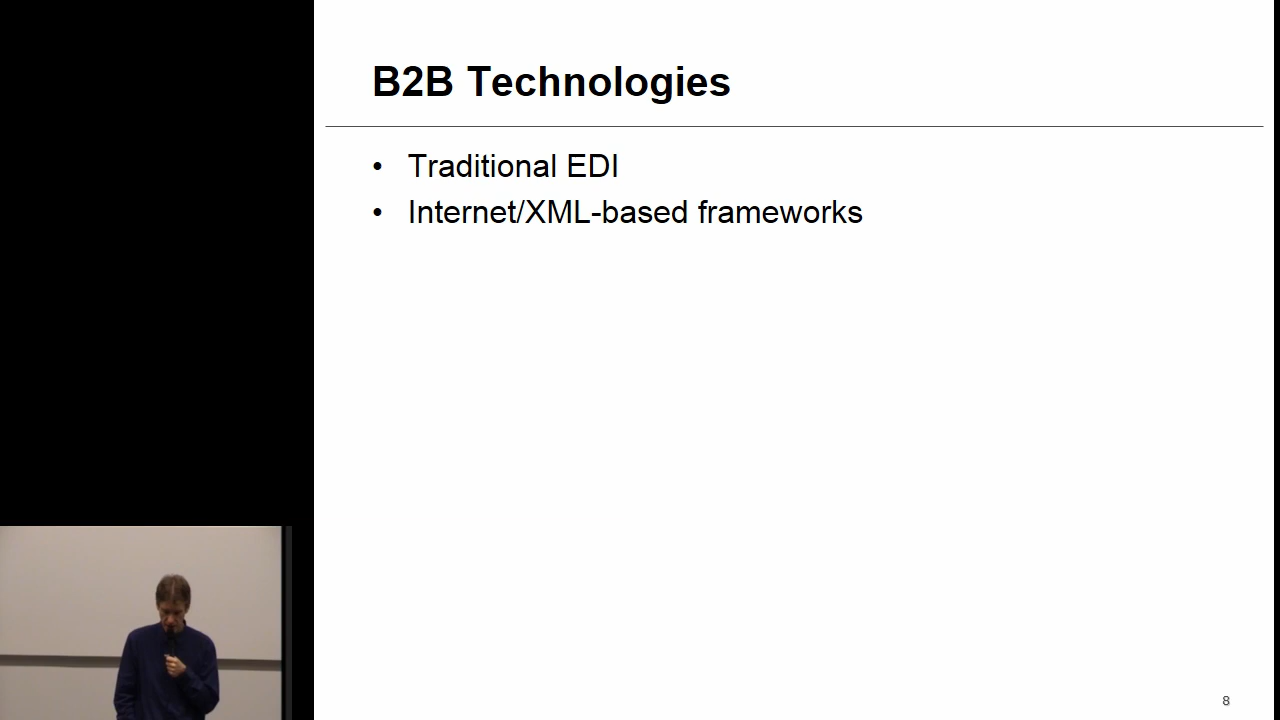 B2B Technologies
• Traditional EDI
• Internet/XML-based frameworks
8